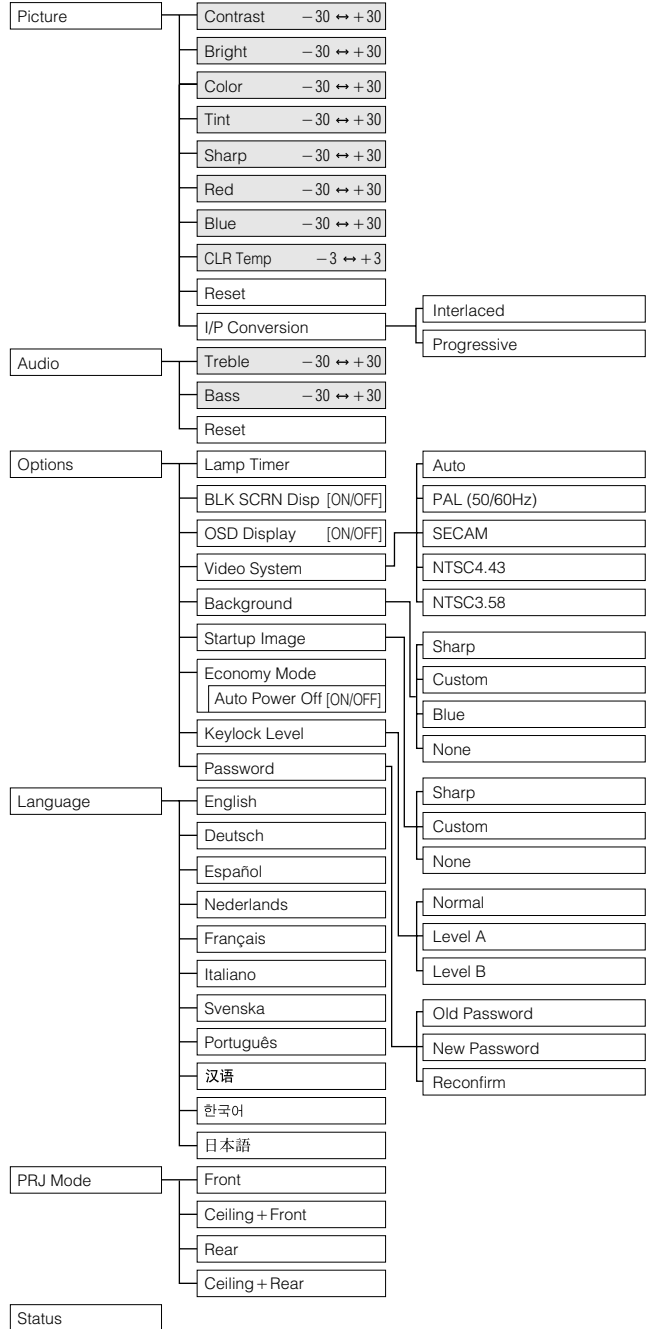 Picture
Contrast −30 ↔ +30
Bright −30 ↔ +30
Color −30 ↔ +30
Tint −30 ↔ +30
Sharp −30 ↔ +30
Red −30 ↔ +30
Blue −30 ↔ +30
CLR Temp −3 ↔ +3
Reset
I/P Conversion
Interlaced
Progressive
Audio
Treble −30 ↔ +30
Bass −30 ↔ +30
Reset
Options
Lamp Timer
BLK SCRN Disp [ON/OFF]
OSD Display [ON/OFF]
Video System
Auto
PAL (50/60Hz)
SECAM
NTSC4.43
NTSC3.58
Background
Sharp
Custom
Blue
None
Startup Image
Sharp
Custom
None
Economy Mode
Auto Power Off [ON/OFF]
Keylock Level
Normal
Level A
Level B
Password
Old Password
New Password
Reconfirm
Language
English
Deutsch
Español
Nederlands
Français
Italiano
Svenska
Português
汉语
한국어
日本語
PRJ Mode
Front
Ceiling+Front
Rear
Ceiling+Rear
Status